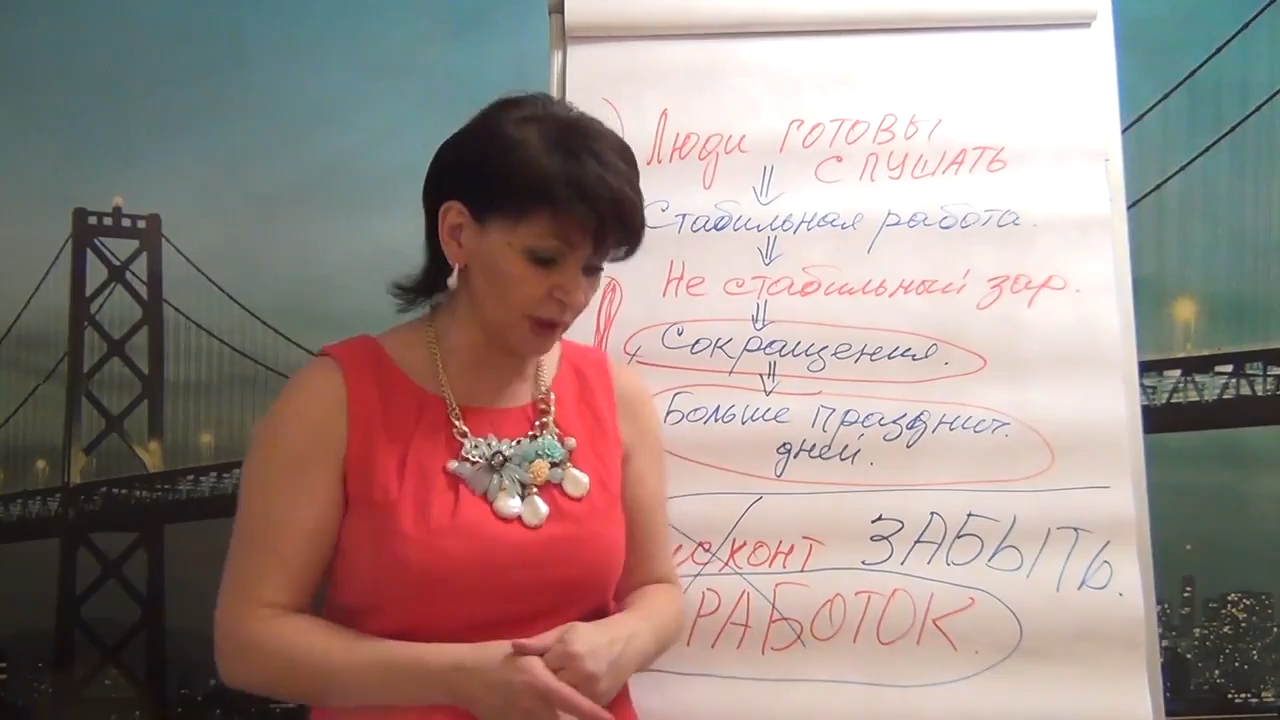 Люди готовы
слушать
Стабильная работа.
Не стабильный зар.
Сокращения.
Больше празднич.
дней.
ЗАБЫТЬ.